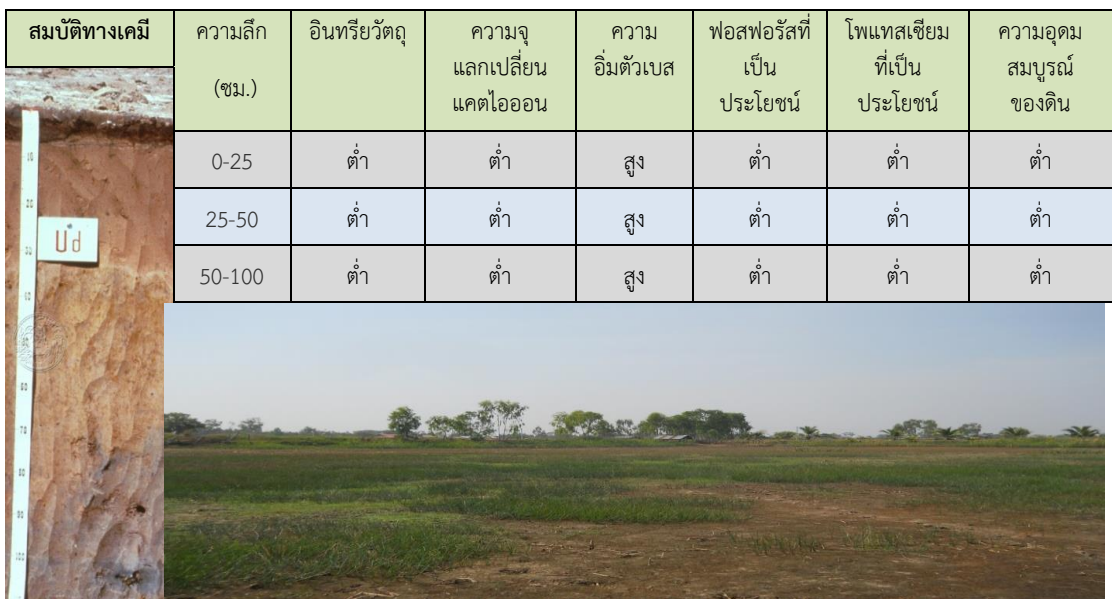 สมบัติทางเคมี
ความลึก
(ซม.)
อินทรียวัตถุ
ความจุ
แลกเปลี่ยน
แคตไอออน
ความ
อิ่มตัวเบส
ฟอสฟอรัสที่
เป็น
ประโยชน์
โพแทสเซียม
ที่เป็น
ประโยชน์
ความอุดม
สมบูรณ์
ของดิน
0-25 ต่ำ ต่ำ สูง ต่ำ ต่ำ ต่ำ
25-50 ต่ำ ต่ำ สูง ต่ำ ต่ำ ต่ำ
50-100 ต่ำ ต่ำ สูง ต่ำ ต่ำ ต่ำ
Ud